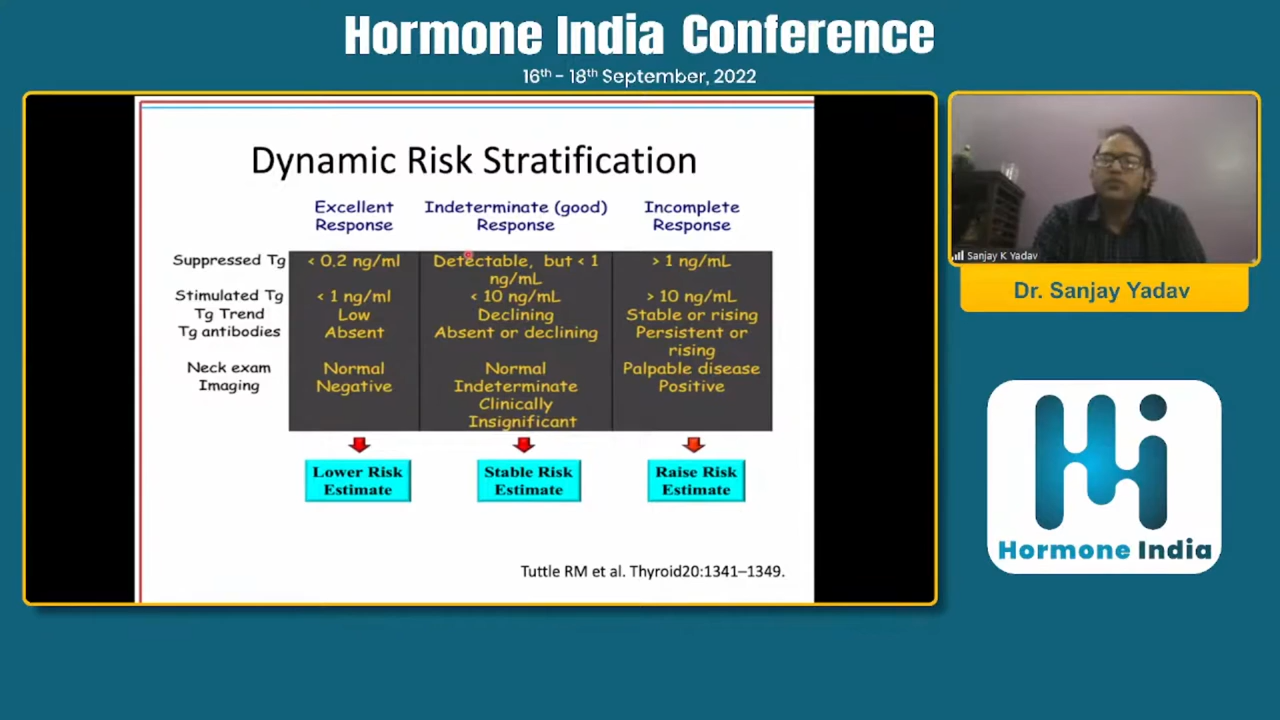 Hormone India Conference
16th - 18th September, 2022
Dynamic Risk Stratification
Excellent Response
Indeterminate (good) Response
Incomplete Response
Suppressed Tg < 0.2 ng/ml Detectable, but < 1 ng/mL > 1 ng/mL
Stimulated Tg < 1 ng/ml < 10 ng/mL > 10 ng/mL
Tg Trend Low Declining Stable or rising
Tg antibodies Absent Absent or declining Persistent or rising
Neck exam Normal Normal Palpable disease
Imaging Negative Indeterminate Positive
Clinically
Insignificant
Lower Risk Estimate
Stable Risk Estimate
Raise Risk Estimate
Tuttle RM et al. Thyroid20:1341–1349.
Sanjay K Yadav
Dr. Sanjay Yadav
Hormone India